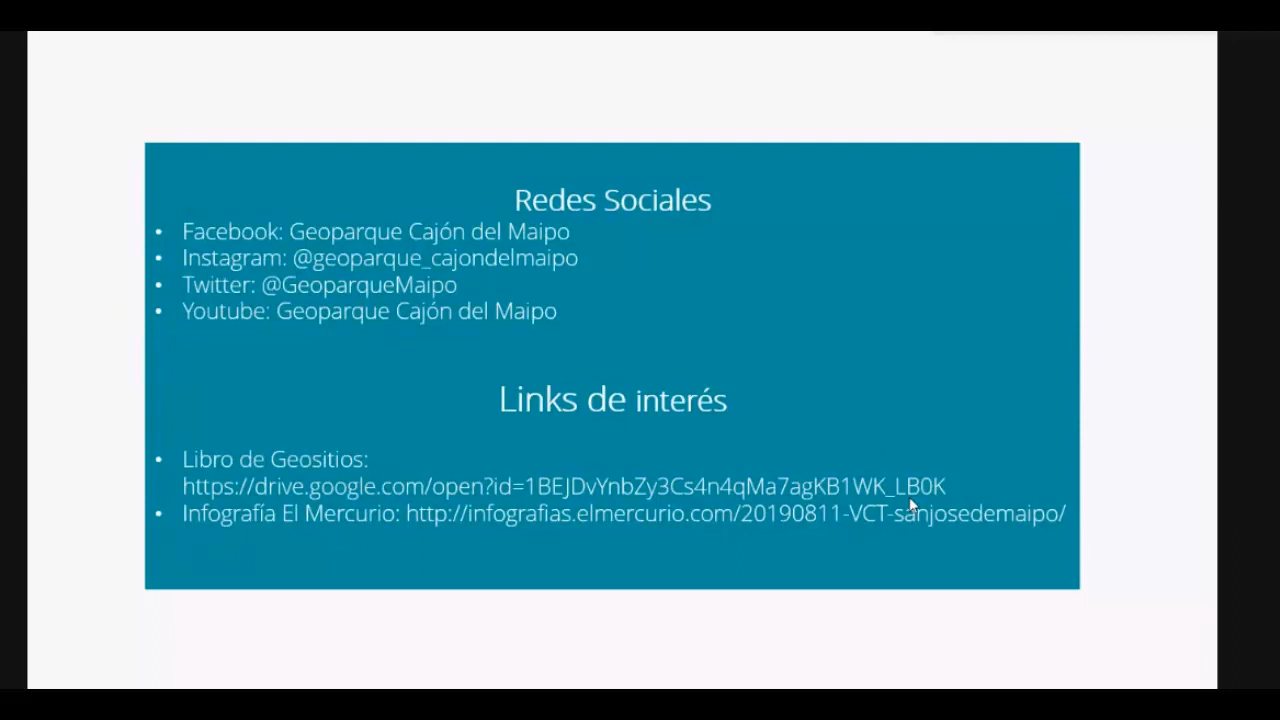 Redes Sociales
• Facebook: Geoparque Cajón del Maipo
• Instagram: @geoparque_cajondelmaipo
• Twitter: @GeoparqueMaipo
• Youtube: Geoparque Cajón del Maipo
Links de interés
• Libro de Geositios:
https://drive.google.com/open?id=1BEJDvYnbZy3Cs4n4qMa7agKB1WK_LB0K
• Infografía El Mercurio: http://infografias.elmercurio.com/20190811-VCT-sanjosedemaipo/